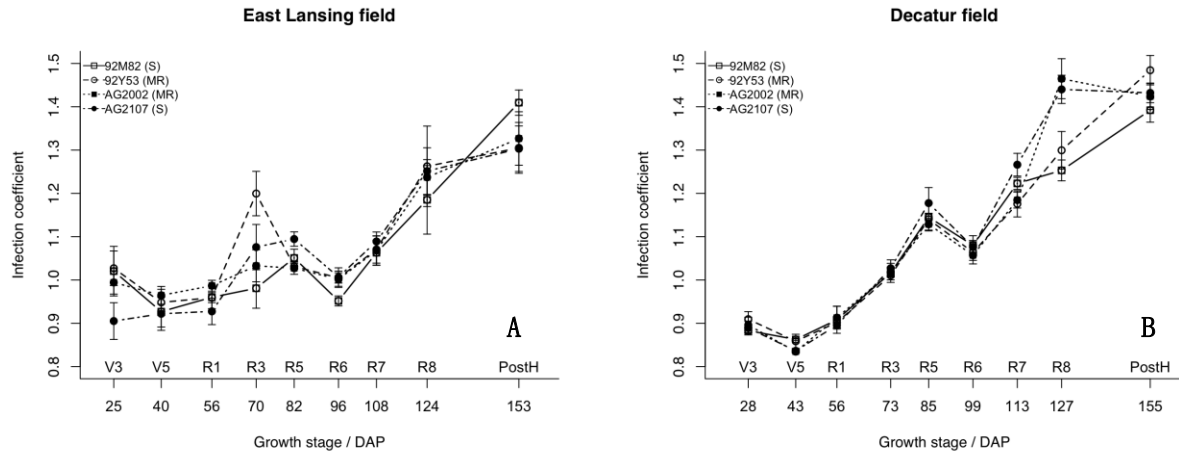 East Lansing field
Infection coefficient
1.5
1.4
1.3
1.2
1.1
1.0
0.9
0.8
92M82 (S)
92Y53 (MR)
AG2002 (MR)
AG2107 (S)
A
V3 V5 R1 R3 R5 R6 R7 R8 PostH
25 40 56 70 82 96 108 124 153
Growth stage / DAP
Decatur field
Infection coefficient
1.5
1.4
1.3
1.2
1.1
1.0
0.9
0.8
92M82 (S)
92Y53 (MR)
AG2002 (MR)
AG2107 (S)
B
V3 V5 R1 R3 R5 R6 R7 R8 PostH
28 43 56 73 85 99 113 127 155
Growth stage / DAP